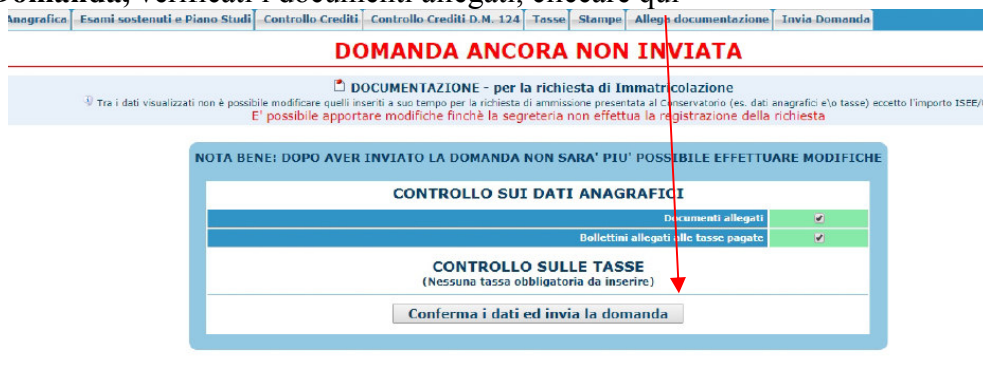 Domanda, verificati i documenti allegati, cliccare qui
Anagrafica Esami sostenuti e Piano Studi Controllo Crediti Controllo Crediti D.M. 124 Tasse Stampe Allega documentazione Invia Domanda
DOMANDA ANCORA NON INVIATA
DOCUMENTAZIONE - per la richiesta di Immatricolazione
Tra i dati visualizzati non è possibile modificare quelli inseriti a suo tempo per la richiesta di ammissione presentata al Conservatorio (es. dati anagrafici e\o tasse) eccetto l'importo ISEE/
E' possibile apportare modifiche finchè la segreteria non effettua la registrazione della richiesta
NOTA BENE: DOPO AVER INVIATO LA DOMANDA NON SARA' PIU' POSSIBILE EFFETTUARE MODIFICHE
CONTROLLO SUI DATI ANAGRAFICI
Documenti allegati
Bollettini allegati alle tasse pagate
CONTROLLO SULLE TASSE
(Nessuna tassa obbligatoria da inserire)
Conferma i dati ed invia la domanda